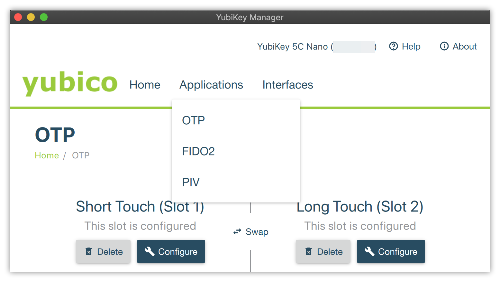 YubiKey Manager
YubiKey 5C Nano ( ) Help About
yubico Home Applications Interfaces
OTP
FIDO2
PIV
OTP
Home / OTP
Short Touch (Slot 1) Long Touch (Slot 2)
This slot is configured This slot is configured
Swap
Delete Configure Delete Configure